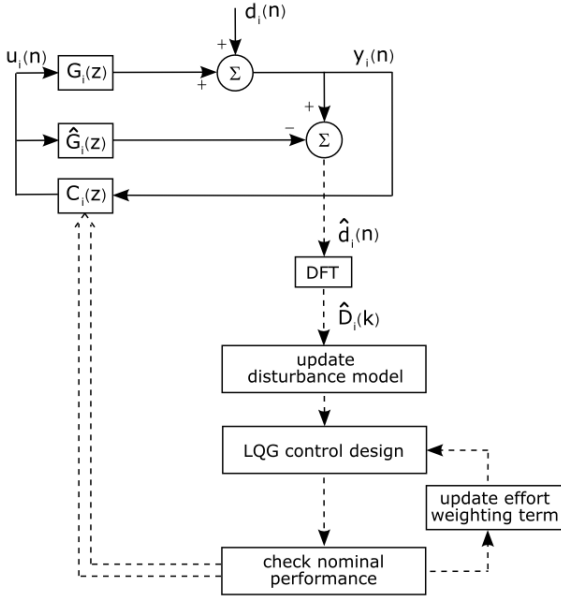 dᵢ(n)
uᵢ(n)
yᵢ(n)
+
Gᵢ(z)
+
Σ
+
Ĝᵢ(z)
−
Σ
Cᵢ(z)
d̂ᵢ(n)
DFT
D̂ᵢ(k)
update
disturbance model
LQG control design
update effort
weighting term
check nominal
performance